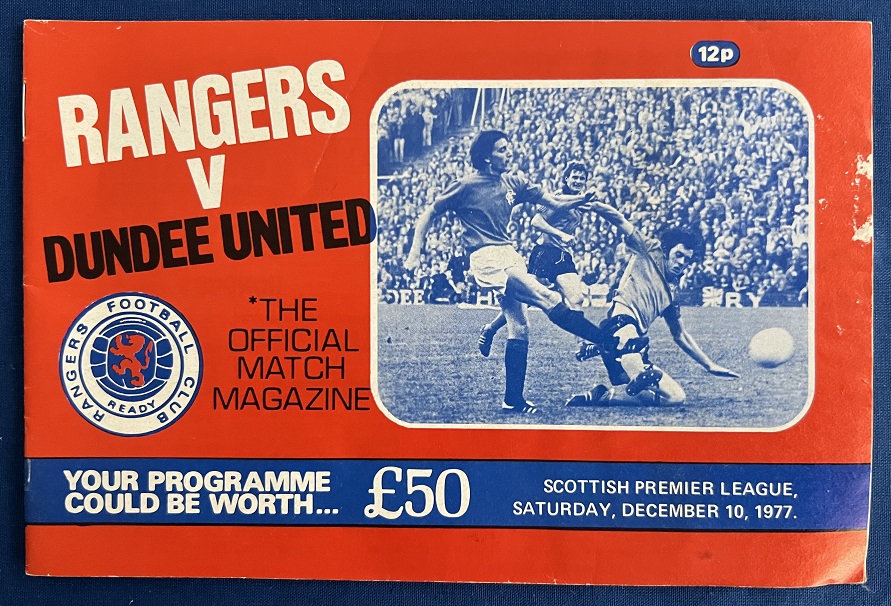 12p
RANGERS
V
DUNDEE UNITED
*THE
OFFICIAL
MATCH
MAGAZINE
RANGERS FOOTBALL CLUB
READY
YOUR PROGRAMME
COULD BE WORTH...
£50
SCOTTISH PREMIER LEAGUE,
SATURDAY, DECEMBER 10, 1977.